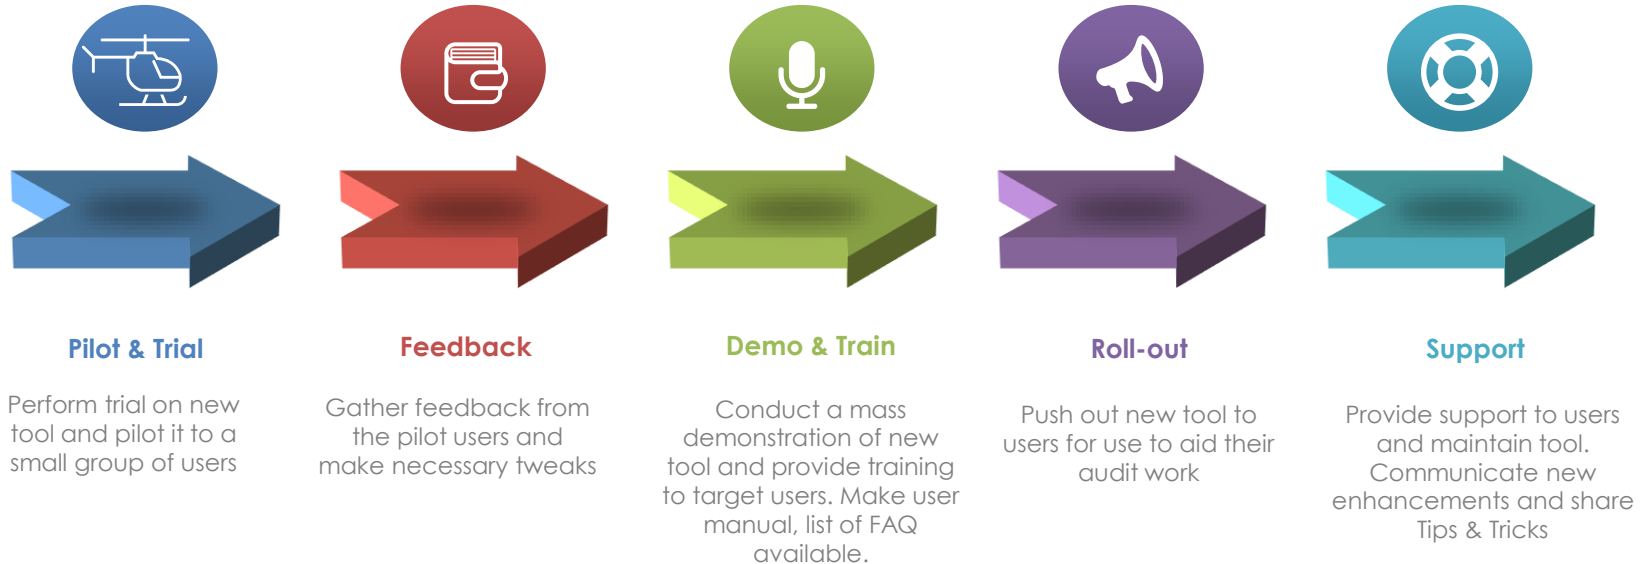 Pilot & Trial
Perform trial on new
tool and pilot it to a
small group of users
Feedback
Gather feedback from
the pilot users and
make necessary tweaks
Demo & Train
Conduct a mass
demonstration of new
tool and provide training
to target users. Make user
manual, list of FAQ
available.
Roll-out
Push out new tool to
users for use to aid their
audit work
Support
Provide support to users
and maintain tool.
Communicate new
enhancements and share
Tips & Tricks